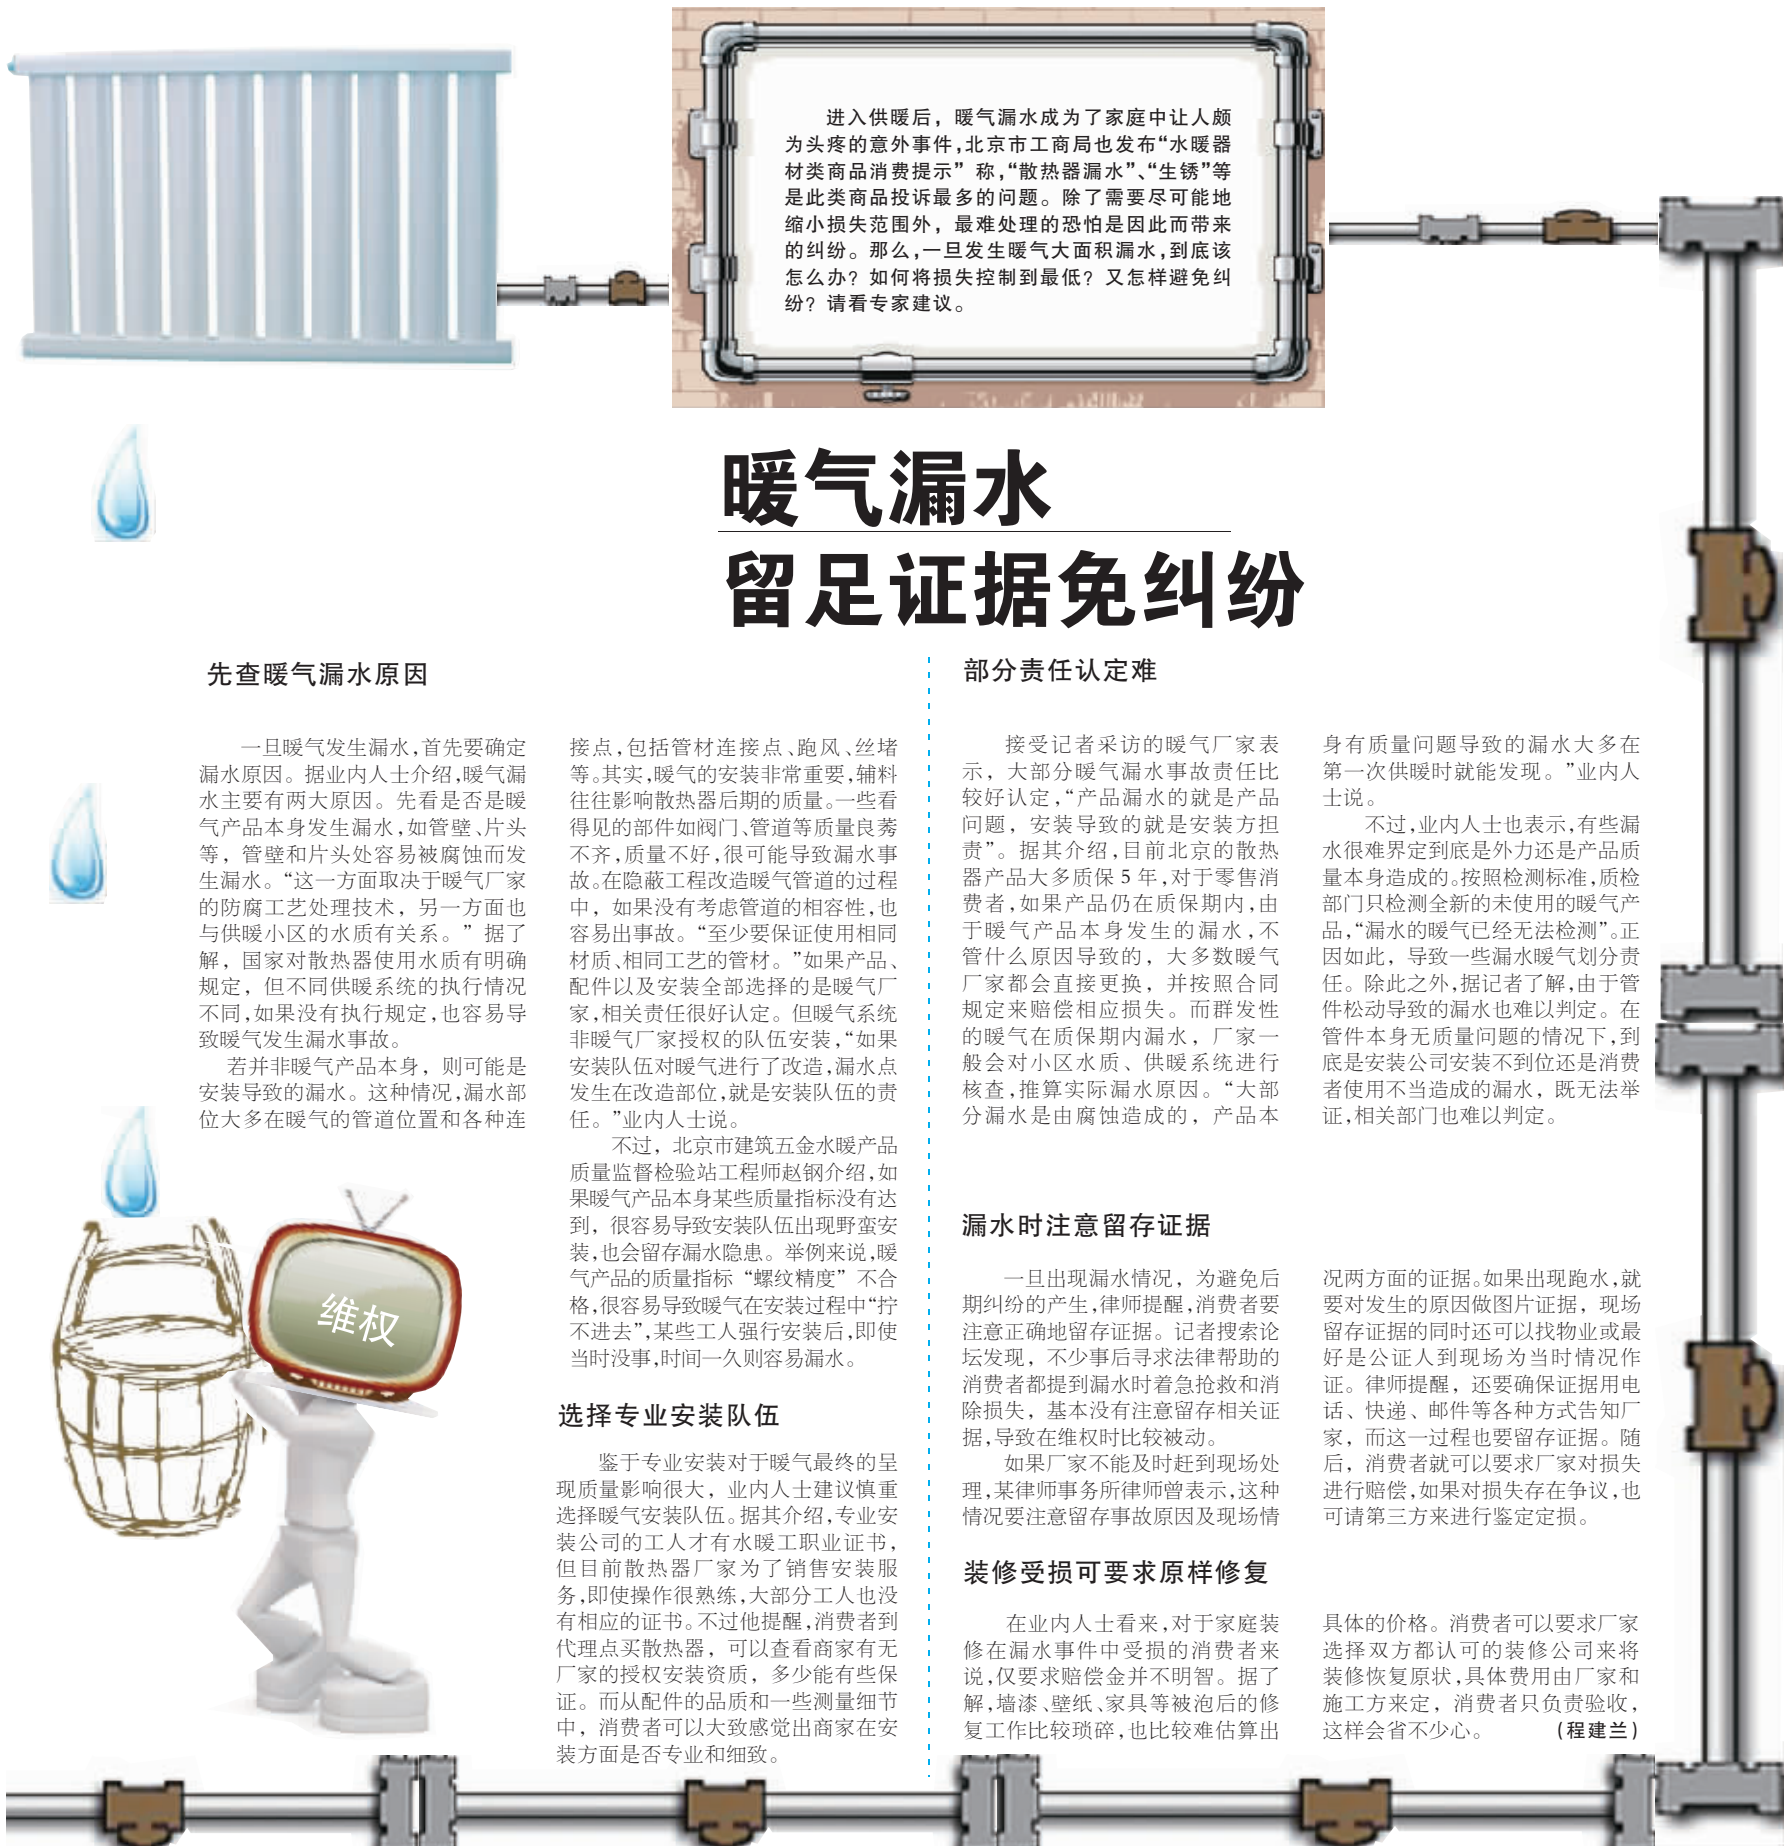 进入供暖后，暖气漏水成为了家庭中让人颇
为头疼的意外事件，北京市工商局也发布“水暖器
材类商品消费提示”称，“散热器漏水”、“生锈”等
是此类商品投诉最多的问题。除了需要尽可能地
缩小损失范围外，最难处理的恐怕是因此而带来
的纠纷。那么，一旦发生暖气大面积漏水，到底该
怎么办？如何将损失控制到最低？又怎样避免纠
纷？请看专家建议。
暖气漏水
留足证据免纠纷
先查暖气漏水原因
一旦暖气发生漏水，首先要确定
漏水原因。据业内人士介绍，暖气漏
水主要有两大原因。先看是否是暖
气产品本身发生漏水，如管壁、片头
等，管壁和片头处容易被腐蚀而发
生漏水。“这一方面取决于暖气厂家
的防腐工艺处理技术，另一方面也
与供暖小区的水质有关系。”据了
解，国家对散热器使用水质有明确
规定，但不同供暖系统的执行情况
不同，如果没有执行规定，也容易导
致暖气发生漏水事故。
若并非暖气产品本身，则可能是
安装导致的漏水。这种情况，漏水部
位大多在暖气的管道位置和各种连
接点，包括管材连接点、跑风、丝堵
等。其实，暖气的安装非常重要，辅料
往往影响散热器后期的质量。一些看
得见的部件如阀门、管道等质量良莠
不齐，质量不好，很可能导致漏水事
故。在隐蔽工程改造暖气管道的过程
中，如果没有考虑管道的相容性，也
容易出事故。“至少要保证使用相同
材质、相同工艺的管材。”如果产品、
配件以及安装全部选择的是暖气厂
家，相关责任很好认定。但暖气系统
非暖气厂家授权的队伍安装，“如果
安装队伍对暖气进行了改造，漏水点
发生在改造部位，就是安装队伍的责
任。”业内人士说。
不过，北京市建筑五金水暖产品
质量监督检验站工程师赵钢介绍，如
果暖气产品本身某些质量指标没有达
到，很容易导致安装队伍出现野蛮安
装，也会留存漏水隐患。举例来说，暖
气产品的质量指标“螺纹精度”不合
格，很容易导致暖气在安装过程中“拧
不进去”，某些工人强行安装后，即使
当时没事，时间一久则容易漏水。
维权
选择专业安装队伍
鉴于专业安装对于暖气最终的呈
现质量影响很大，业内人士建议慎重
选择暖气安装队伍。据其介绍，专业安
装公司的工人才有水暖工职业证书，
但目前散热器厂家为了销售安装服
务，即使操作很熟练，大部分工人也没
有相应的证书。不过他提醒，消费者到
代理点买散热器，可以查看商家有无
厂家的授权安装资质，多少能有些保
证。而从配件的品质和一些测量细节
中，消费者可以大致感觉出商家在安
装方面是否专业和细致。
部分责任认定难
接受记者采访的暖气厂家表
示，大部分暖气漏水事故责任比
较好认定，“产品漏水的就是产品
问题，安装导致的就是安装方担
责”。据其介绍，目前北京的散热
器产品大多质保5年，对于零售消
费者，如果产品仍在质保期内，由
于暖气产品本身发生的漏水，不
管什么原因导致的，大多数暖气
厂家都会直接更换，并按照合同
规定来赔偿相应损失。而群发性
的暖气在质保期内漏水，厂家一
般会对小区水质、供暖系统进行
核查，推算实际漏水原因。“大部
分漏水是由腐蚀造成的，产品本
身有质量问题导致的漏水大多在
第一次供暖时就能发现。”业内人
士说。
不过，业内人士也表示，有些漏
水很难界定到底是外力还是产品质
量本身造成的。按照检测标准，质检
部门只检测全新的未使用的暖气产
品，“漏水的暖气已经无法检测”。正
因如此，导致一些漏水暖气划分责
任。除此之外，据记者了解，由于管
件松动导致的漏水也难以判定。在
管件本身无质量问题的情况下，到
底是安装公司安装不到位还是消费
者使用不当造成的漏水，既无法举
证，相关部门也难以判定。
漏水时注意留存证据
一旦出现漏水情况，为避免后
期纠纷的产生，律师提醒，消费者要
注意正确地留存证据。记者搜索论
坛发现，不少事后寻求法律帮助的
消费者都提到漏水时着急抢救和消
除损失，基本没有注意留存相关证
据，导致在维权时比较被动。
如果厂家不能及时赶到现场处
理，某律师事务所律师曾表示，这种
情况要注意留存事故原因及现场情
况两方面的证据。如果出现跑水，就
要对发生的原因做图片证据，现场
留存证据的同时还可以找物业或最
好是公证人到现场为当时情况作
证。律师提醒，还要确保证据用电
话、快递、邮件等各种方式告知厂
家，而这一过程也要留存证据。随
后，消费者就可以要求厂家对损失
进行赔偿，如果对损失存在争议，也
可请第三方来进行鉴定定损。
装修受损可要求原样修复
在业内人士看来，对于家庭装
修在漏水事件中受损的消费者来
说，仅要求赔偿金并不明智。据了
解，墙漆、壁纸、家具等被泡后的修
复工作比较琐碎，也比较难估算出
具体的价格。消费者可以要求厂家
选择双方都认可的装修公司来将
装修恢复原状，具体费用由厂家和
施工方来定，消费者只负责验收，
这样会省不少心。 （程建兰）